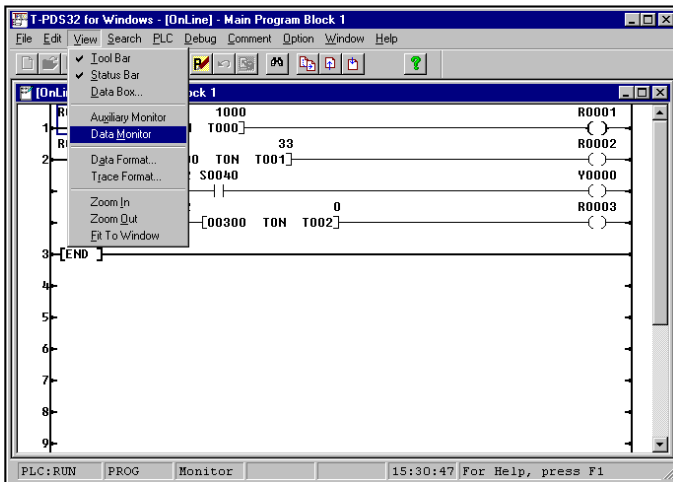 T-PDS32 for Windows - [OnLine] - Main Program Block 1
File Edit View Search PLC Debug Comment Option Window Help
Tool Bar
Status Bar
Data Box...
Auxiliary Monitor
Data Monitor
Data Format...
Trace Format...
Zoom In
Zoom Out
Fit To Window
ock 1
1000 R0001
1 T000]
33 R0002
2 TON T001]
S0040 Y0000
0 R0003
[00300 TON T002]
3 [END ]
4
5
6
7
8
9
PLC:RUN PROG Monitor 15:30:47 For Help, press F1